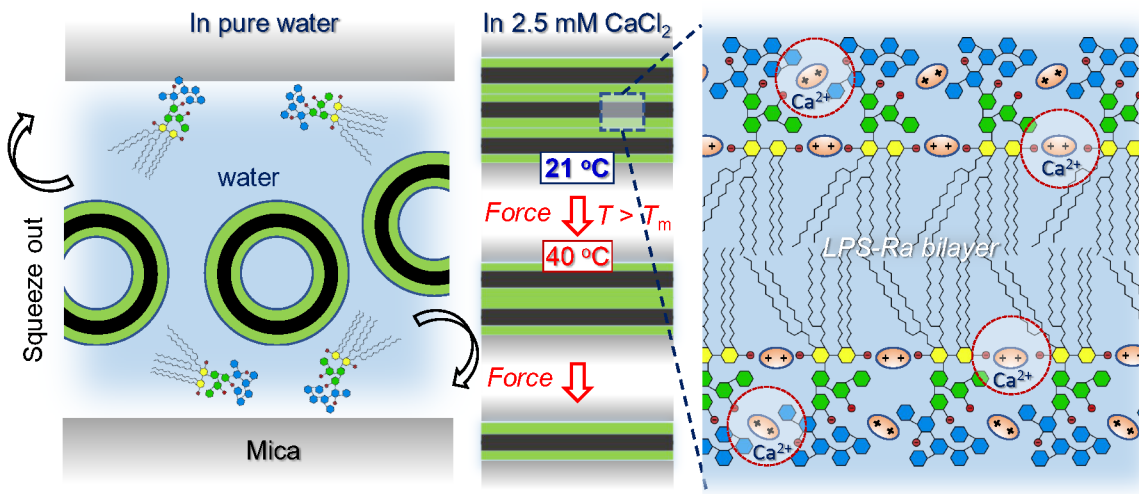 In pure water
Squeeze out
water
Mica
In 2.5 mM CaCl₂
21 °C
Force
T > Tₘ
40 °C
Force
Ca²⁺
Ca²⁺
LPS-Ra bilayer
++
Ca²⁺
Ca²⁺